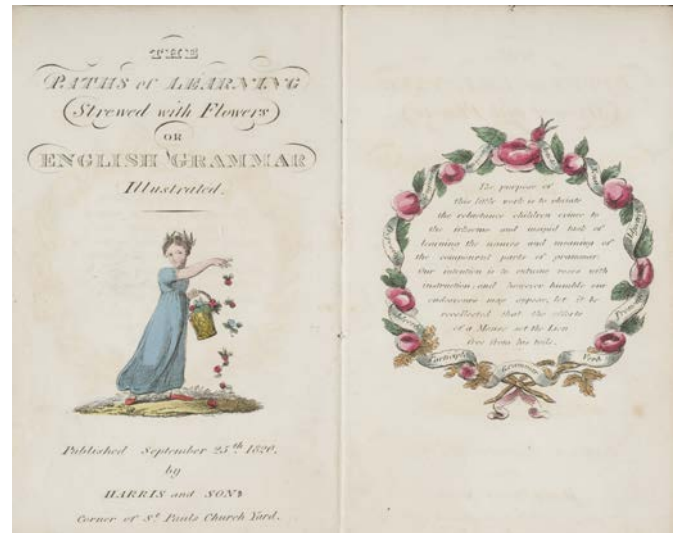 THE
PATHS of LEARNING
Strewed with Flowers
OR
ENGLISH GRAMMAR
Illustrated.
Published September 25th 1820.
by
HARRIS and SON
Corner of St Pauls Church Yard.
The purpose of
this little work is to obviate
the reluctance children evince to
the irksome and insipid task of
learning the names and meaning of
the component parts of grammar.
Our intention is to entwine roses with
instruction, and however humble our
endeavour may appear, let it be
recollected that the efforts
of a Mouse set the Lion
free from his toils.
Grammar
Verb